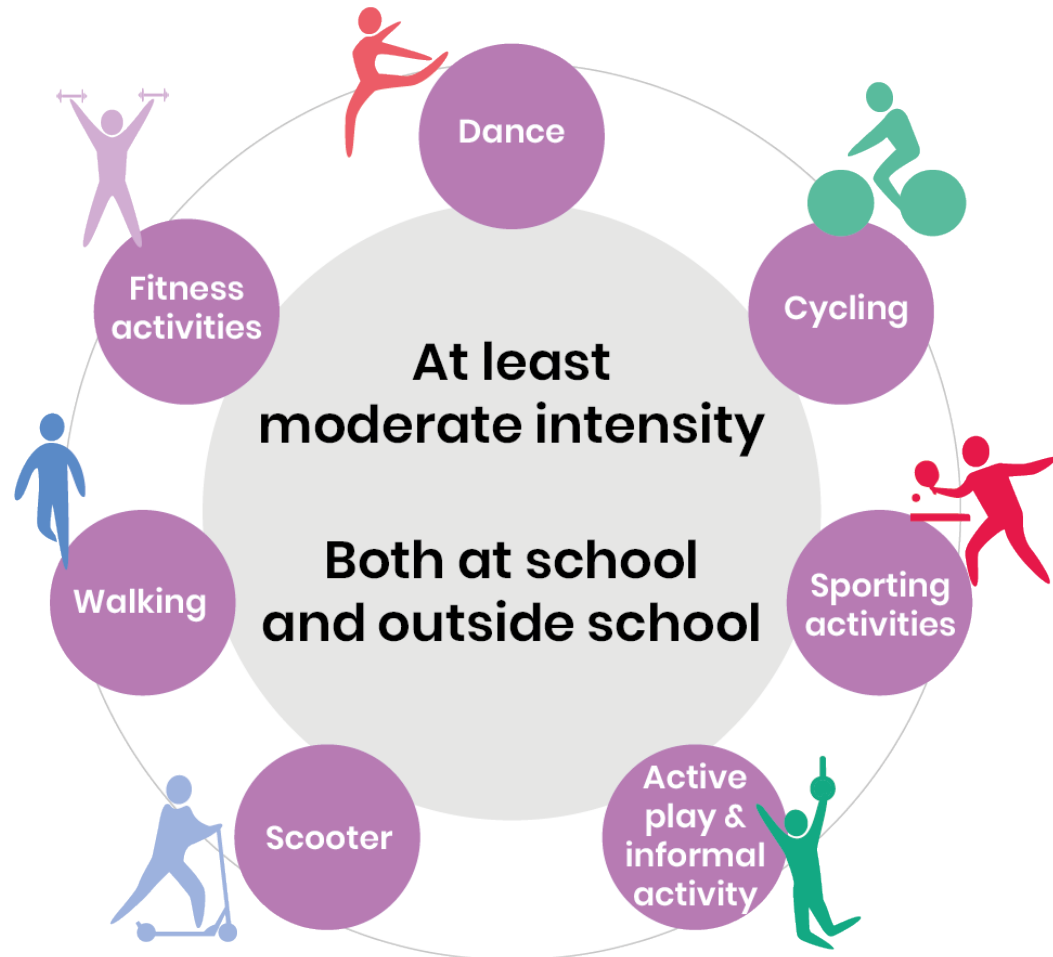 Dance
Cycling
Sporting
activities
Active
play &
informal
activity
Scooter
Walking
Fitness
activities
At least
moderate intensity
Both at school
and outside school